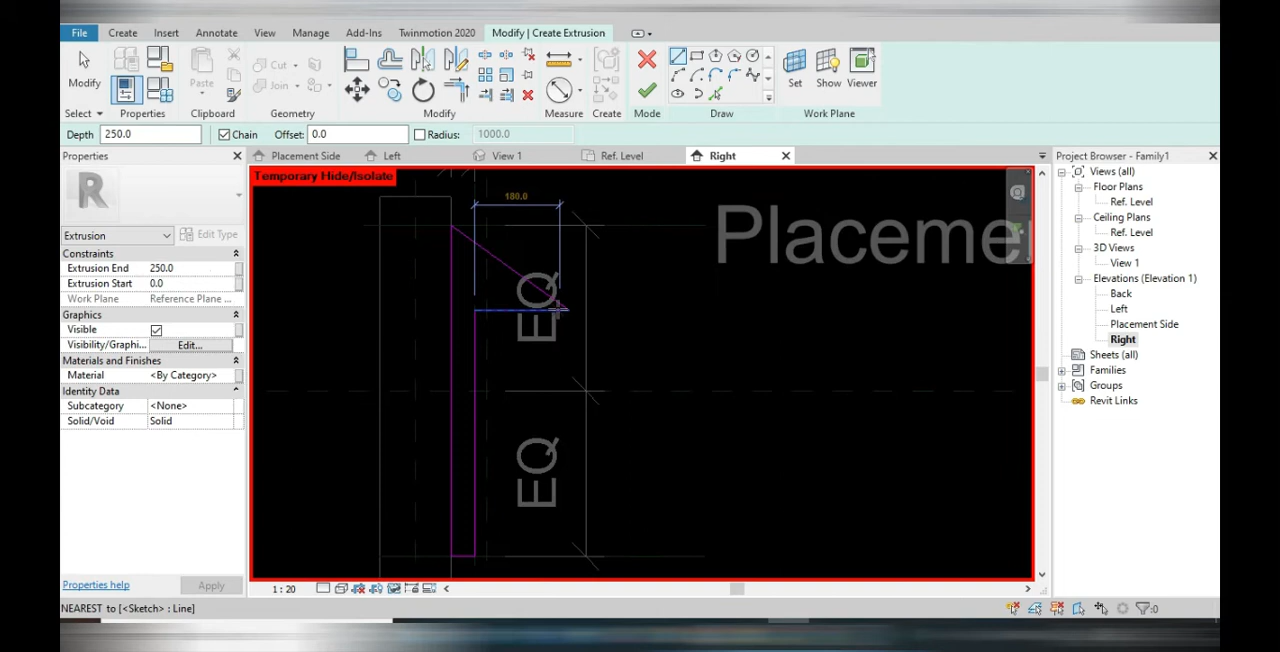 File Create Insert Annotate View Manage Add-Ins Twinmotion 2020 Modify | Create Extrusion
Modify Paste Cut Join Set Show Viewer
Select Properties Clipboard Geometry Modify Measure Create Mode Draw Work Plane
Depth 250.0 Chain Offset: 0.0 Radius: 1000.0
Properties Placement Side Left View 1 Ref. Level Right Project Browser - Family1
Temporary Hide/Isolate
Extrusion Edit Type
Constraints
Extrusion End 250.0
Extrusion Start 0.0
Work Plane Reference Plane ...
Graphics
Visible
Visibility/Graphi... Edit...
Materials and Finishes
Material <By Category>
Identity Data
Subcategory <None>
Solid/Void Solid
180.0
EQ
EQ
Placeme
Views (all)
Floor Plans
Ref. Level
Ceiling Plans
Ref. Level
3D Views
View 1
Elevations (Elevation 1)
Back
Left
Placement Side
Right
Sheets (all)
Families
Groups
Revit Links
Properties help Apply
1 : 20
NEAREST to [<Sketch> : Line] :0